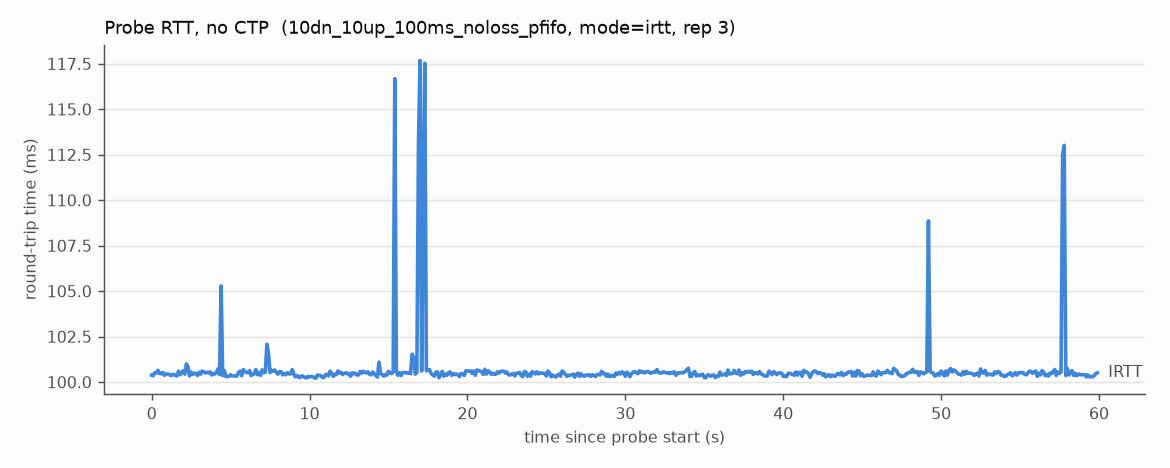 Probe RTT, no CTP  (10dn_10up_100ms_noloss_pfifo, mode=irtt, rep 3)
round-trip time (ms)
117.5
115.0
112.5
110.0
107.5
105.0
102.5
100.0
IRTT
0 10 20 30 40 50 60
time since probe start (s)